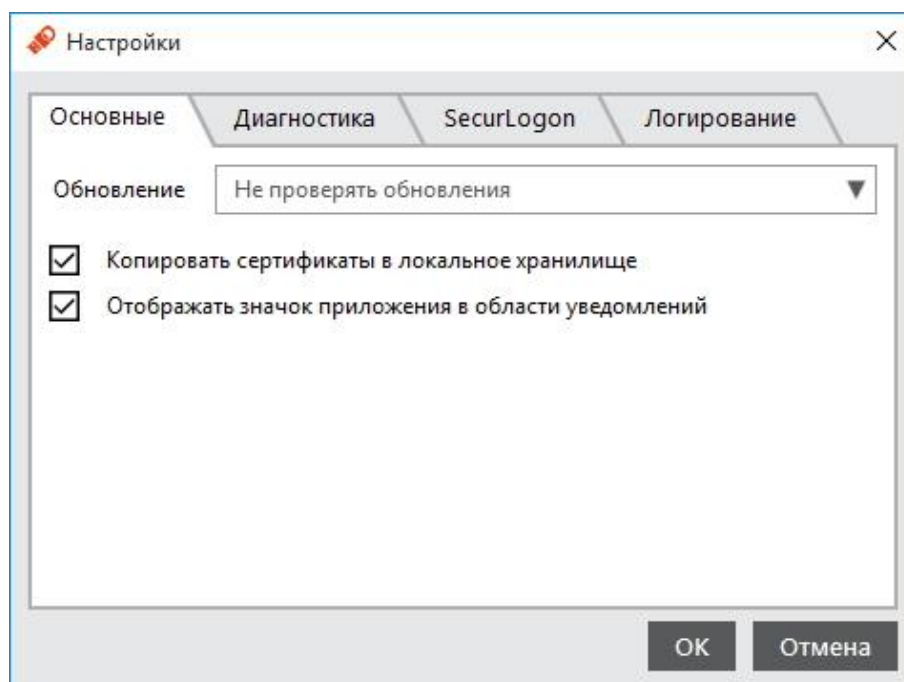 Настройки
Основные Диагностика SecurLogon Логирование
Обновление Не проверять обновления
Копировать сертификаты в локальное хранилище
Отображать значок приложения в области уведомлений
ОК Отмена